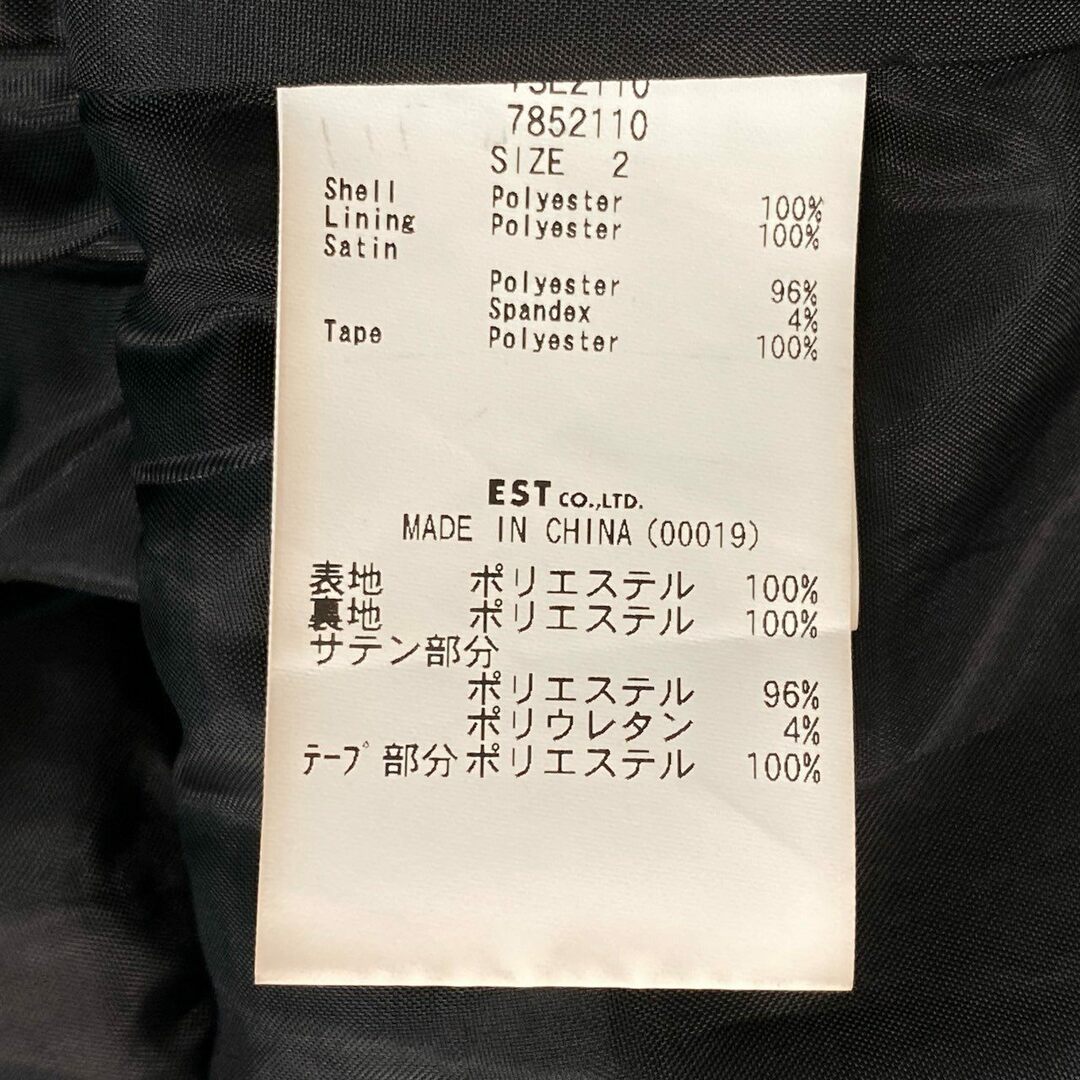 7852110
SIZE 2
Shell Polyester 100%
Lining Polyester 100%
Satin
Polyester 96%
Spandex 4%
Tape Polyester 100%
EST CO.,LTD.
MADE IN CHINA (00019)
表地 ポリエステル 100%
裏地 ポリエステル 100%
サテン部分
ポリエステル 96%
ポリウレタン 4%
ﾃｰﾌﾟ部分 ポリエステル 100%